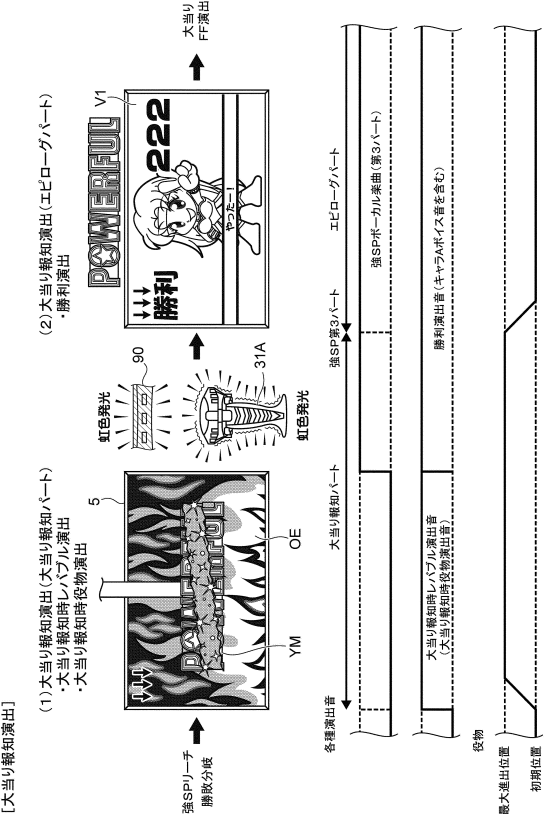 [大当り報知演出]
(1)大当り報知演出(大当り報知パート)
・大当り報知時レバブル演出
・大当り報知時役物演出
(2)大当り報知演出(エピローグパート)
・勝利演出
強SPリーチ
勝敗分岐
5
↓↓↓
POWERFUL
YM
OE
虹色発光
90
31A
虹色発光
POWERFUL
V1
↓↓↓
勝利
222
やったー!
大当り
FF演出
各種演出音
大当り報知パート
強SP第3パート
エピローグパート
強SPボーカル楽曲(第3パート)
大当り報知時レバブル演出音
(大当り報知時役物演出音)
勝利演出音(キャラAボイス音を含む)
役物
最大進出位置
初期位置